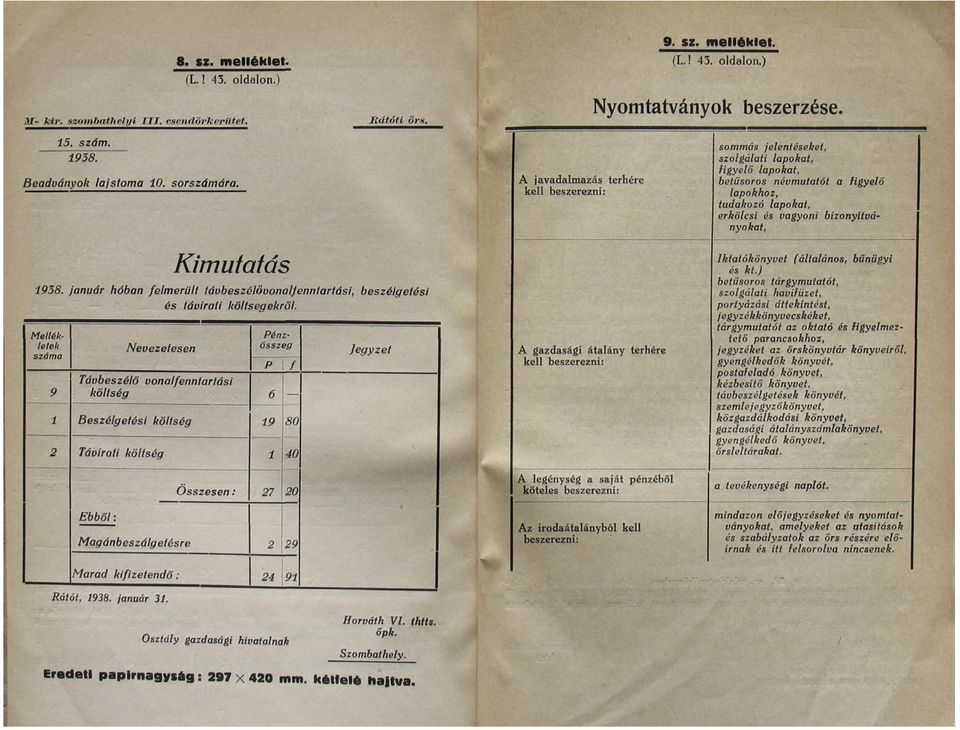 8. sz. melléklet.
(L.! 43. oldalon.)
M- kir. szombathelyi III. csendőrkerület.
Rátóti őrs.
15. szám.
1938.
Beadványok lajstoma 10. sorszámára.
Kimutatás
1938. január hóban felmerült távbeszélővonalfenntartási, beszélgetési
és távirati költségekről.
Mellék-
letek
száma
Nevezetesen
Pénz-
összeg
P f
Jegyzet
9 Távbeszélő vonalfenntartási
költség 6 —
1 Beszélgetési költség 19 80
2 Távirati költség 1 40
Összesen: 27 20
Ebből:
Magánbeszélgetésre 2 29
Marad kifizetendő: 24 91
Rátót, 1938. január 31.
Horváth VI. thtts.
őpk.
Osztály gazdasági hivatalnak
Szombathely.
Eredeti papirnagyság: 297 × 420 mm. kétfelé hajtva.
9. sz. melléklet.
(L.! 43. oldalon.)
Nyomtatványok beszerzése.
A javadalmazás terhére
kell beszerezni:
sommás jelentéseket,
szolgálati lapokat,
figyelő lapokat,
betűsoros névmutatót a figyelő
lapokhoz,
tudakozó lapokat,
erkölcsi és vagyoni bizonyitvá-
nyokat,
A gazdasági átalány terhére
kell beszerezni:
Iktatókönyvet (általános, bűnügyi
és kt.)
betűsoros tárgymutatót,
szolgálati havifüzet,
portyázási áttekintést,
jegyzékkönyvecskéket,
tárgymutatót az oktató és figyelmez-
tető parancsokhoz,
jegyzéket az őrskönyvtár könyveiről,
gyengélkedők könyvét,
postafeladó könyvet,
kézbesítő könyvet,
távbeszélgetések könyvét,
szemlejegyzőkönyvet,
közgazdálkodási könyvet,
gazdasági átalányszámlakönyvet,
gyengélkedő könyvet,
őrsleltárakat.
A legénység a saját pénzéből
köteles beszerezni:
a tevékenységi naplót.
Az irodaátalányból kell
beszerezni:
mindazon előjegyzéseket és nyomtat-
ványokat, amelyeket az utasítások
és szabályzatok az őrs részére elő-
irnak és itt felsorolva nincsenek.